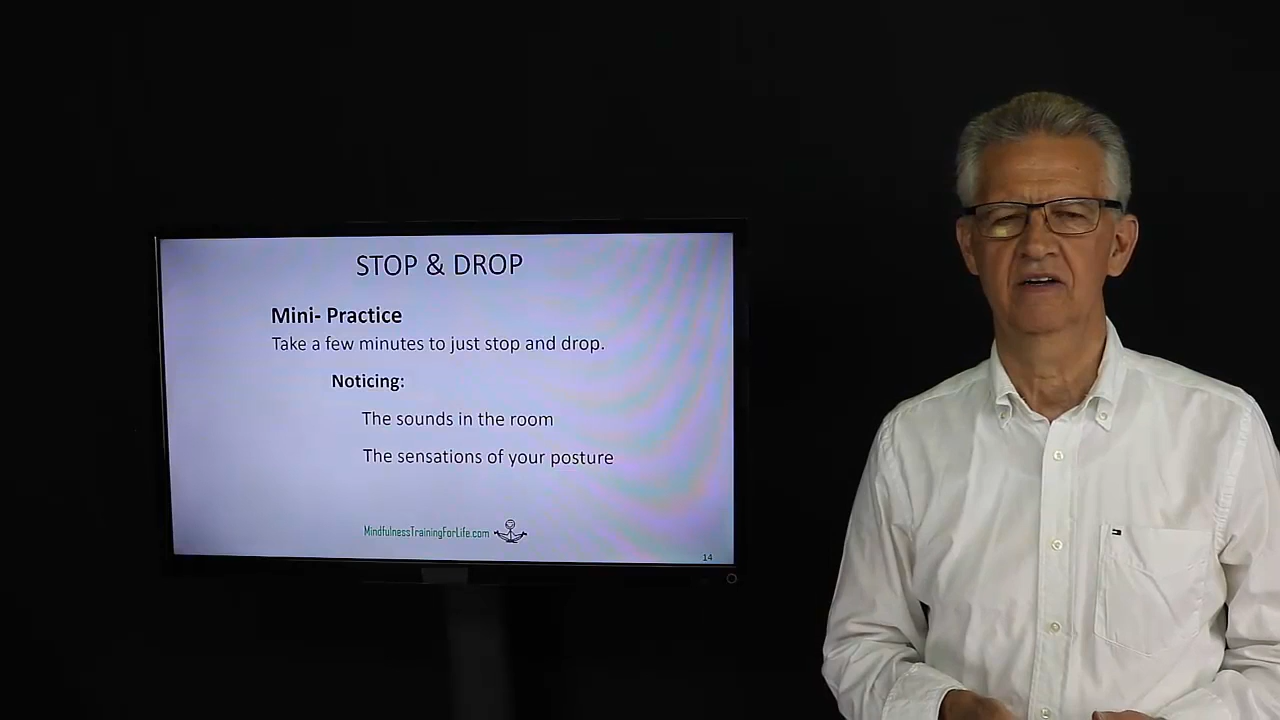 STOP & DROP
Mini- Practice
Take a few minutes to just stop and drop.
Noticing:
The sounds in the room
The sensations of your posture
MindfulnessTrainingForLife.com
14